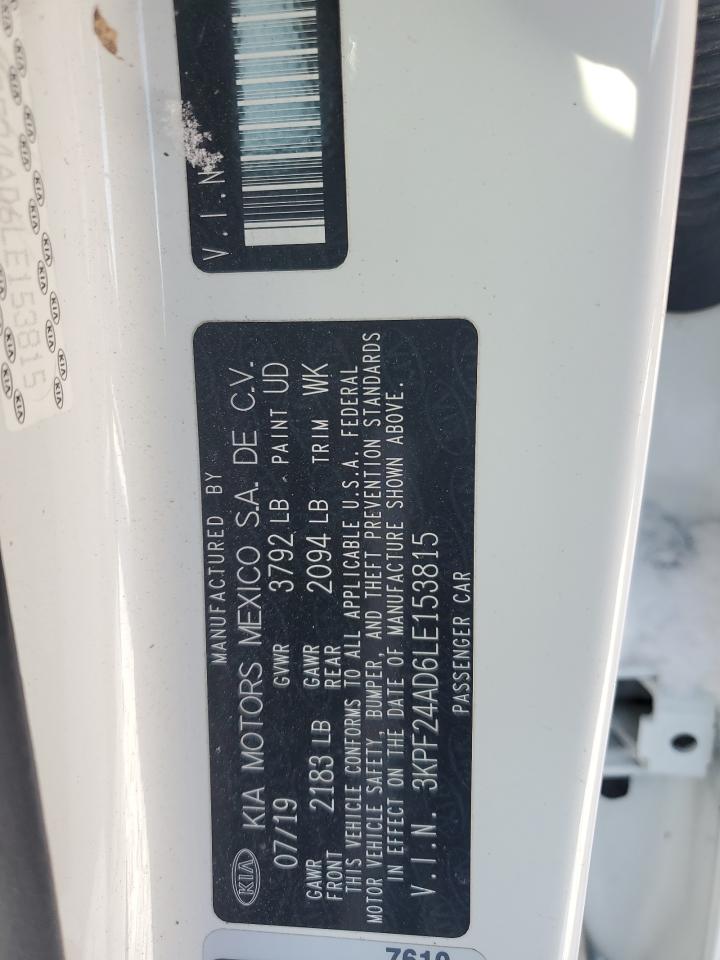 V.I.N
MANUFACTURED BY
KIA KIA MOTORS MEXICO S.A. DE C.V.
07/19 GVWR 3792 LB PAINT UD
GAWR FRONT 2183 LB GAWR REAR 2094 LB TRIM WK
THIS VEHICLE CONFORMS TO ALL APPLICABLE U.S.A. FEDERAL
MOTOR VEHICLE SAFETY, BUMPER, AND THEFT PREVENTION STANDARDS
IN EFFECT ON THE DATE OF MANUFACTURE SHOWN ABOVE.
V.I.N. 3KPF24AD6LE153815
PASSENGER CAR